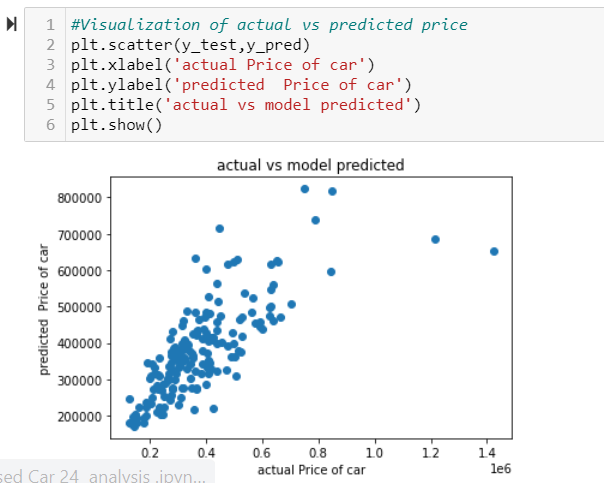 1 #Visualization of actual vs predicted price
2 plt.scatter(y_test,y_pred)
3 plt.xlabel('actual Price of car')
4 plt.ylabel('predicted  Price of car')
5 plt.title('actual vs model predicted')
6 plt.show()
actual vs model predicted
800000
700000
600000
500000
400000
300000
200000
predicted  Price of car
0.2 0.4 0.6 0.8 1.0 1.2 1.4
1e6
actual Price of car
sed Car 24 analysis .ipyn...